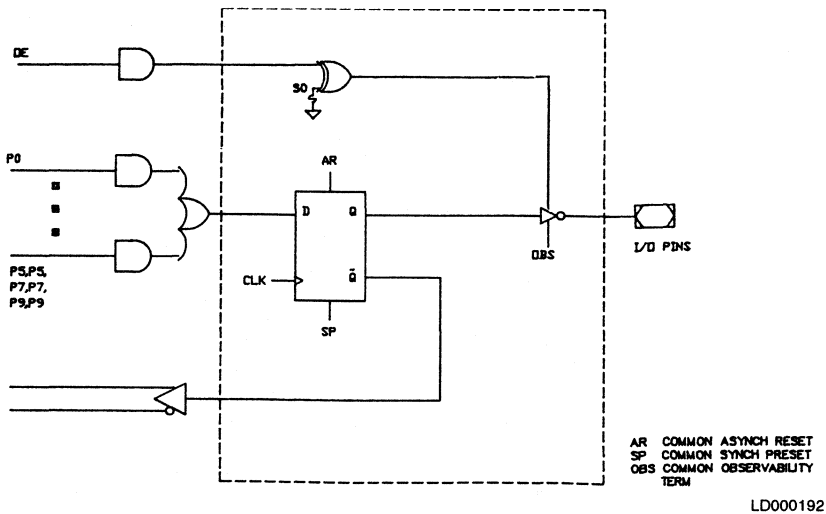 OE
S0
P0
AR
D
Q
I/O PINS
OBS
P5,P5,
P7,P7,
P9,P9
CLK
Q̄
SP
AR COMMON ASYNCH RESET
SP COMMON SYNCH PRESET
OBS COMMON OBSERVABILITY
TERM
LD000192